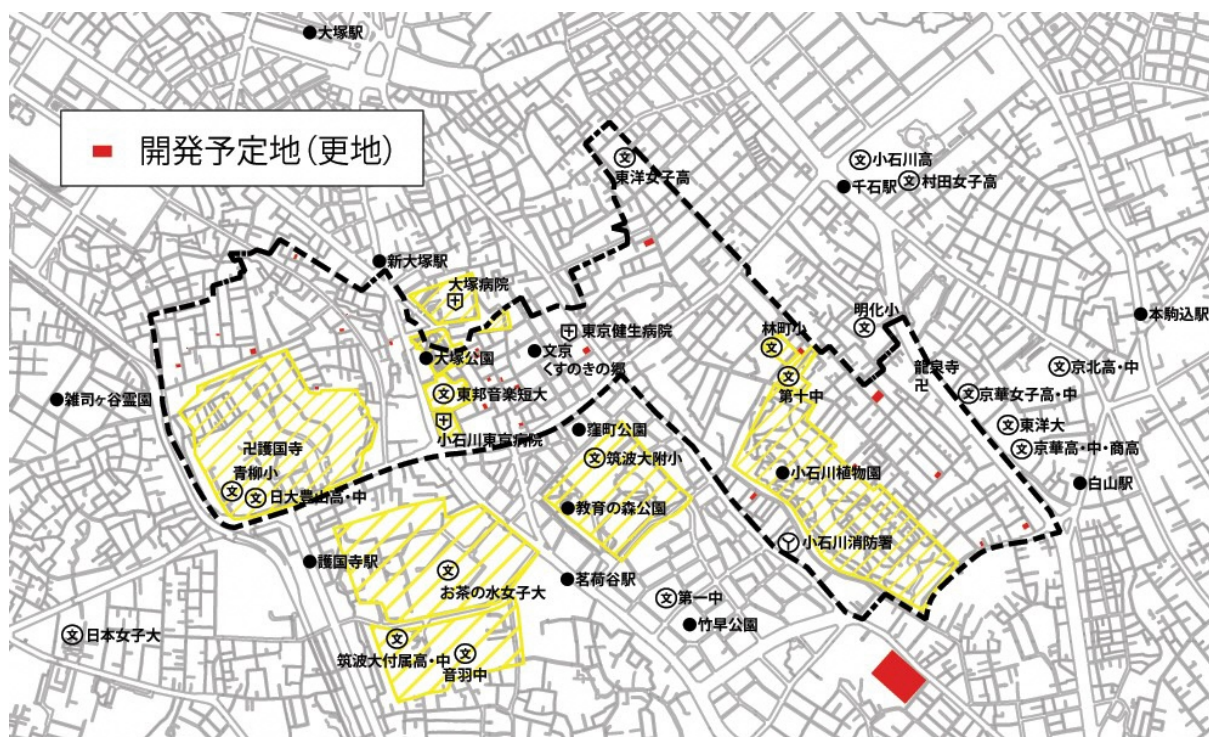 大塚駅
開発予定地(更地)
東洋女子高
小石川高
千石駅
村田女子高
新大塚駅
大塚病院
東京健生病院
明化小
本駒込駅
林町小
大塚公園
文京
くすのきの郷
龍泉寺
卍
京北高・中
雑司ヶ谷霊園
東邦音楽短大
第十中
京華女子高・中
小石川東京病院
窪町公園
東洋大
卍護国寺
筑波大附小
京華高・中・商高
青柳小
小石川植物園
日大豊山高・中
白山駅
教育の森公園
小石川消防署
護国寺駅
茗荷谷駅
お茶の水女子大
第一中
日本女子大
竹早公園
筑波大付属高・中
音羽中